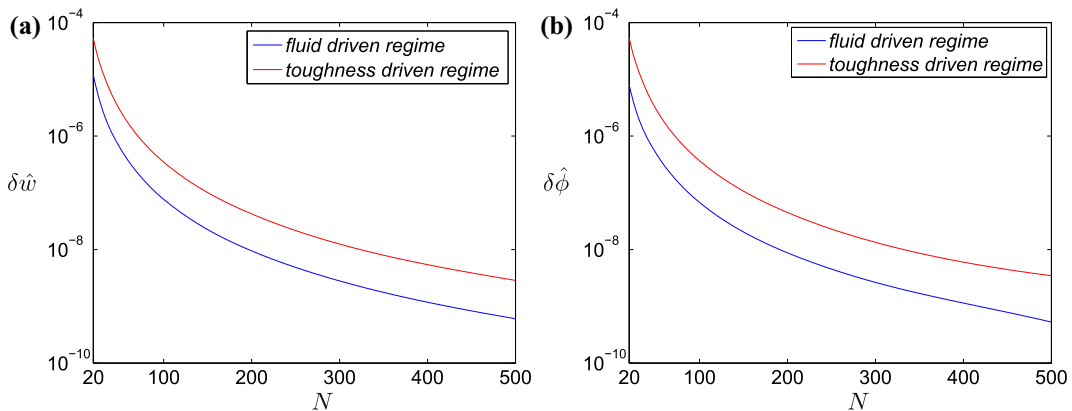 (a)
10⁻⁴
10⁻⁶
10⁻⁸
10⁻¹⁰
δŵ
fluid driven regime
toughness driven regime
20 100 200 300 400 500
N
(b)
10⁻⁴
10⁻⁶
10⁻⁸
10⁻¹⁰
δϕ̂
fluid driven regime
toughness driven regime
20 100 200 300 400 500
N